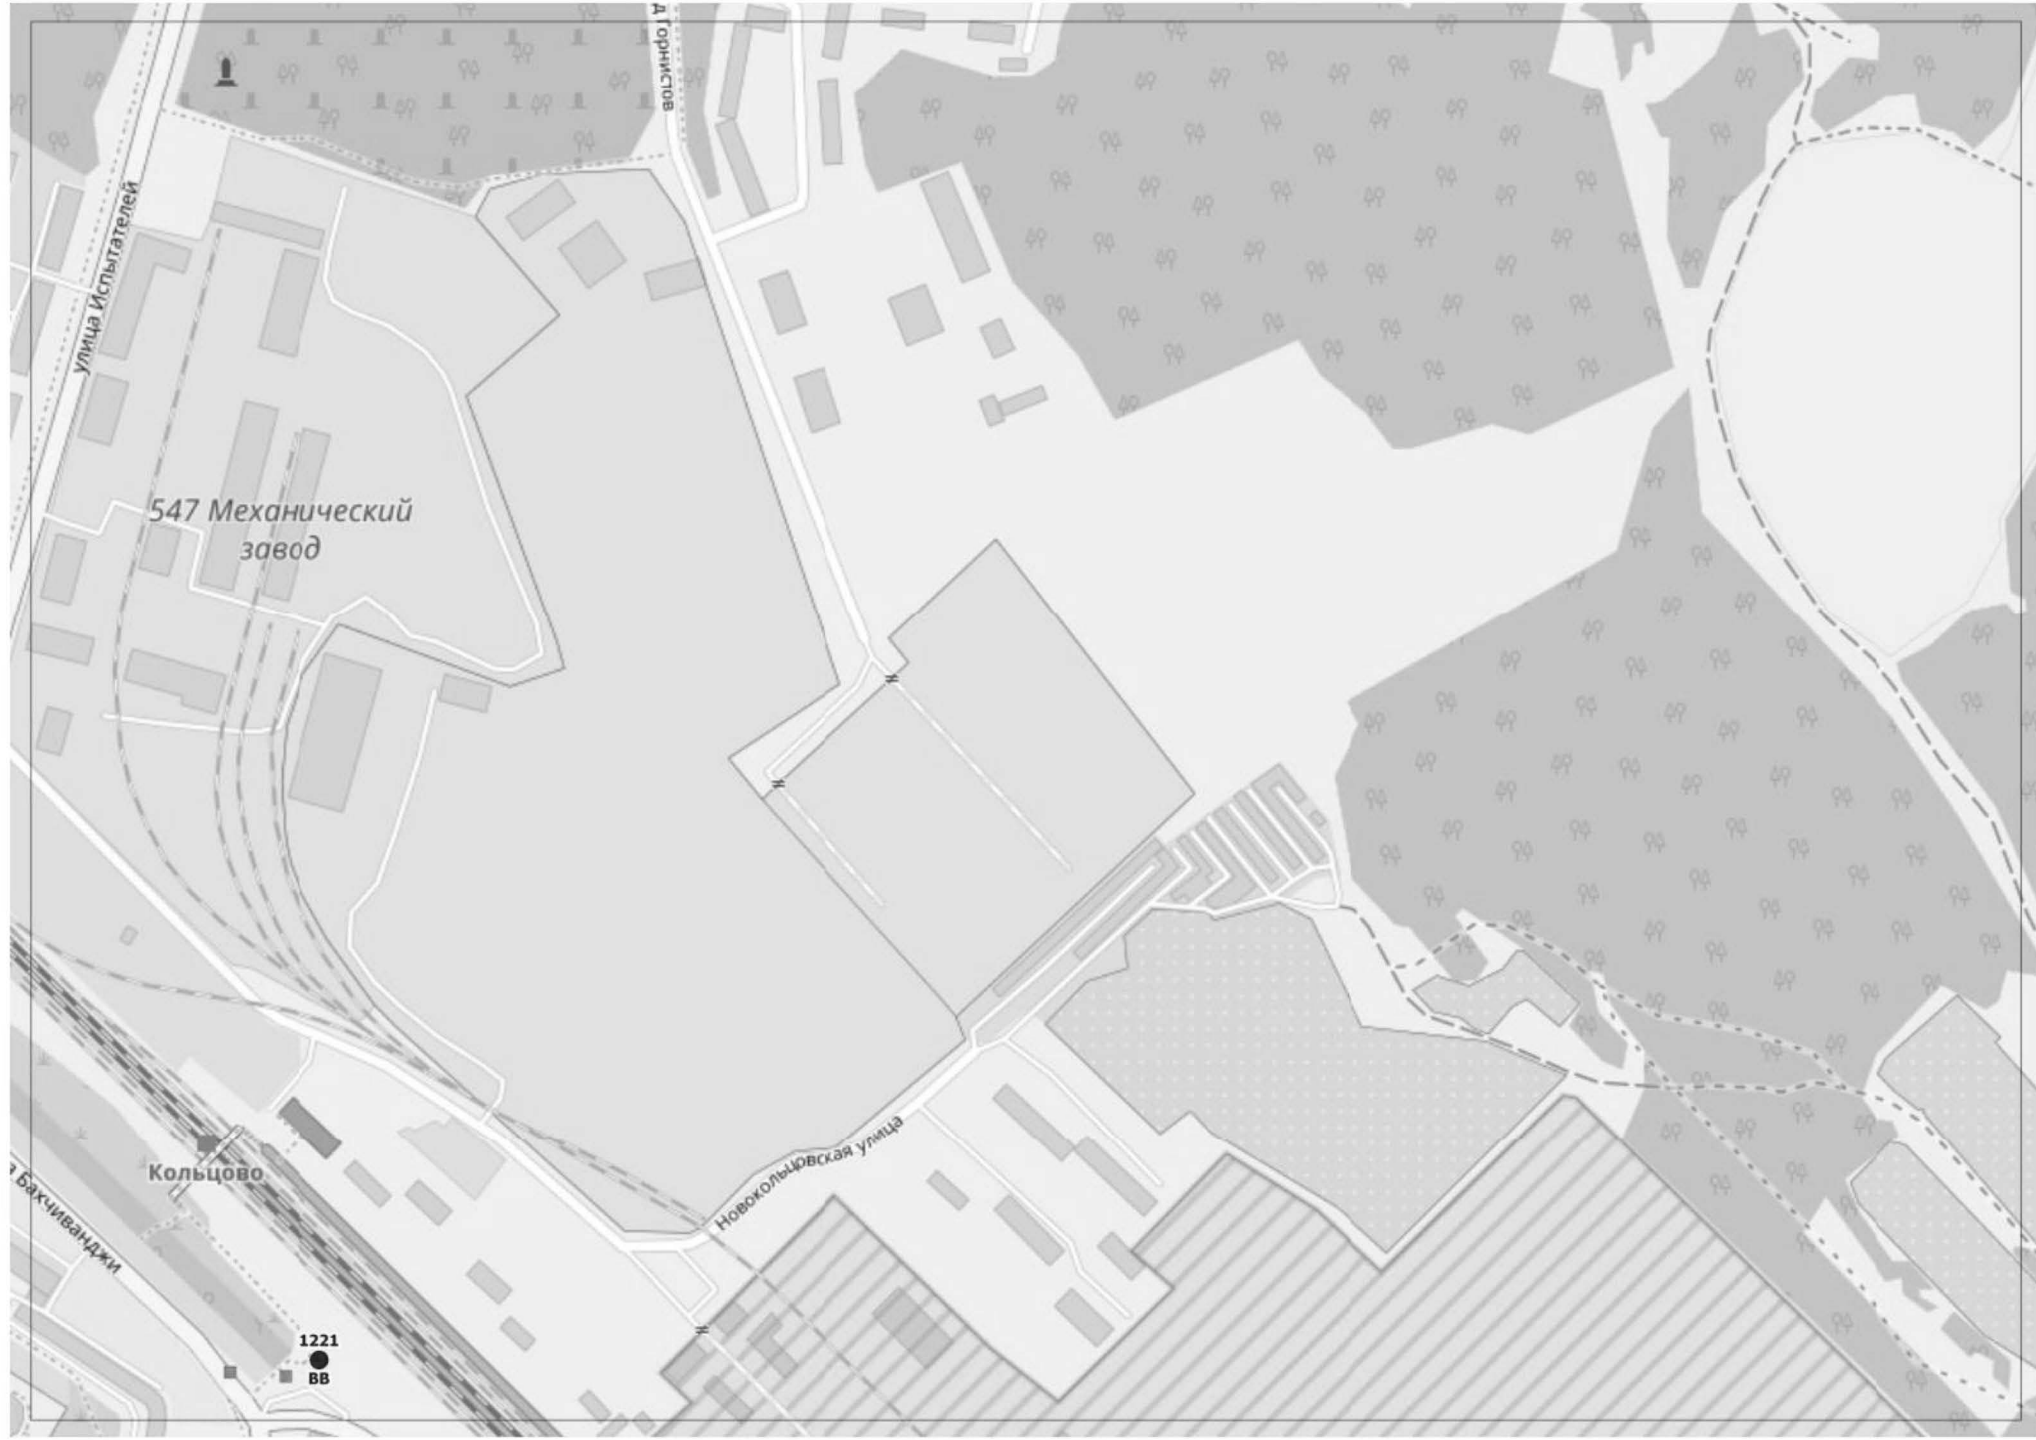 д Горнистов
улица Испытателей
547 Механический
завод
Новокольцовская улица
Кольцово
Бахчиванджи
1221
ВВ